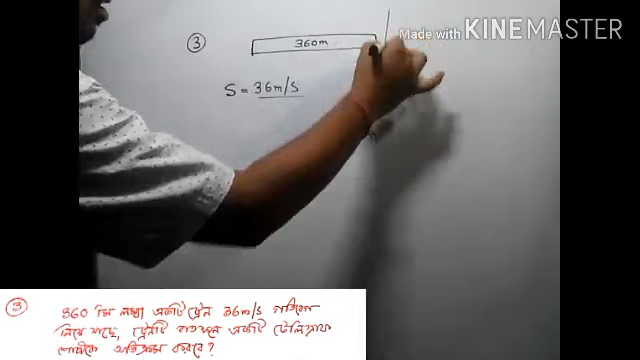 Made with KINEMASTER
③ 360m
S = 36m/S
③ 360 মি লম্বা একটি ট্রেন 36m/s গতিবেগ
নিয়ে যাচ্ছে, ট্রেনটি কতক্ষনে একটি টেলিগ্রাফ
পোষ্টকে অতিক্রম করবে?